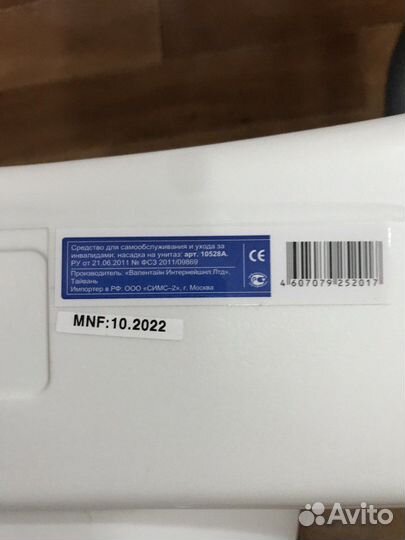 Средство для самообслуживания и ухода за
инвалидами: насадка на унитаз: арт. 10528A.
РУ от 21.06.2011 № ФСЗ 2011/09869
Производитель: «Валентайн Интернейшнл Лтд»,
Тайвань
Импортер в РФ: ООО «СИМС-2», г. Москва
CE
4 607079 252017
MNF:10.2022
Avito